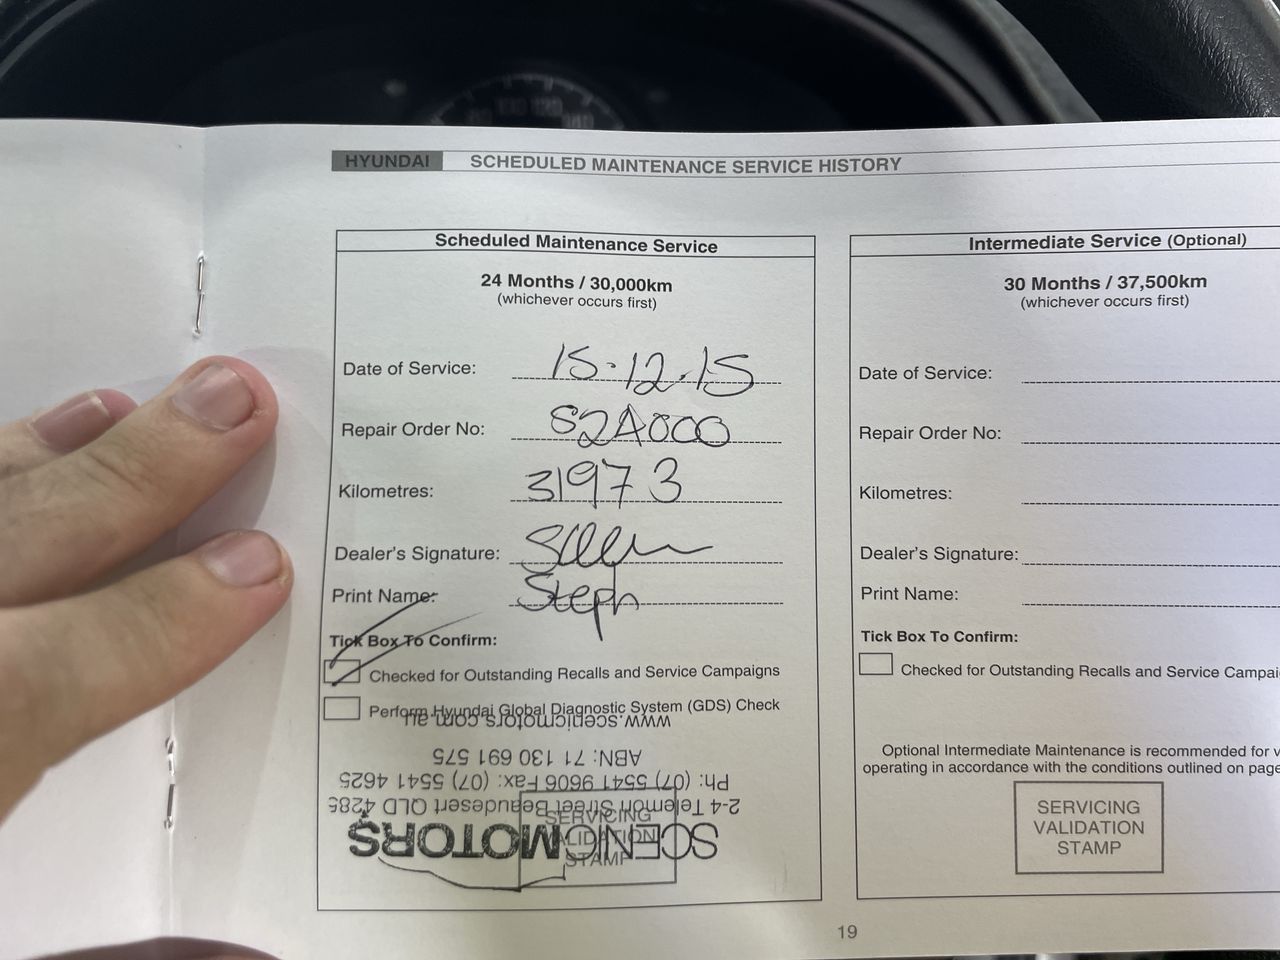 HYUNDAI SCHEDULED MAINTENANCE SERVICE HISTORY
Scheduled Maintenance Service
24 Months / 30,000km
(whichever occurs first)
Date of Service: 15.12.15
Repair Order No: S2A000
Kilometres: 31973
Dealer's Signature:
Print Name: Steph
Tick Box To Confirm:
Checked for Outstanding Recalls and Service Campaigns
Perform Hyundai Global Diagnostic System (GDS) Check
SERVICING
VALIDATION
STAMP
SCENIC MOTORS
2-4 Telemon Street Beaudesert QLD 4285
Ph: (07) 5541 9606 Fax: (07) 5541 4625
ABN: 71 130 691 575
www.scenicmotors.com.au
Intermediate Service (Optional)
30 Months / 37,500km
(whichever occurs first)
Date of Service:
Repair Order No:
Kilometres:
Dealer's Signature:
Print Name:
Tick Box To Confirm:
Checked for Outstanding Recalls and Service Campai
Optional Intermediate Maintenance is recommended for v
operating in accordance with the conditions outlined on page
SERVICING
VALIDATION
STAMP
19